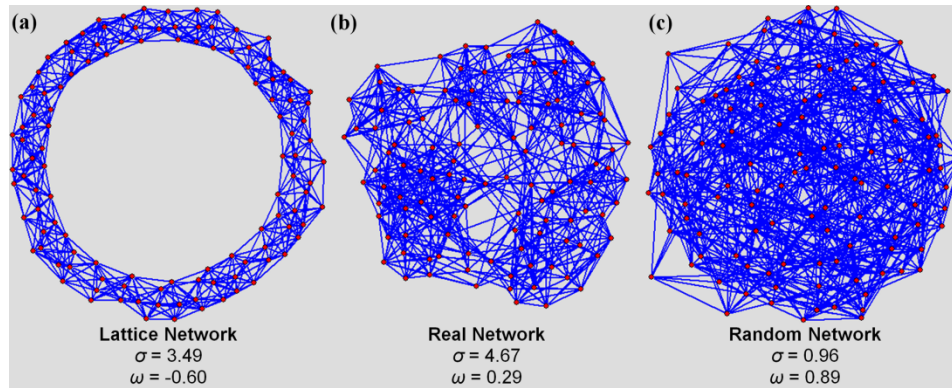 (a)
(b)
(c)
Lattice Network
σ = 3.49
ω = -0.60
Real Network
σ = 4.67
ω = 0.29
Random Network
σ = 0.96
ω = 0.89